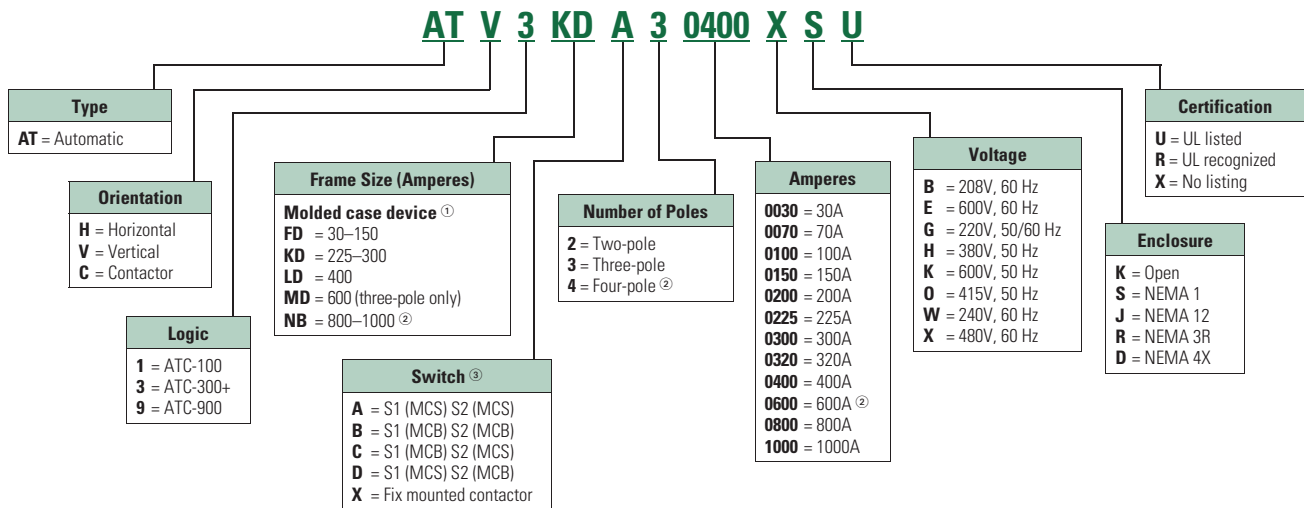 AT V 3 KD A 3 0400 X S U
Type
AT = Automatic
Orientation
H = Horizontal
V = Vertical
C = Contactor
Logic
1 = ATC-100
3 = ATC-300+
9 = ATC-900
Frame Size (Amperes)
Molded case device ①
FD = 30–150
KD = 225–300
LD = 400
MD = 600 (three-pole only)
NB = 800–1000 ②
Switch ③
A = S1 (MCS) S2 (MCS)
B = S1 (MCB) S2 (MCB)
C = S1 (MCB) S2 (MCS)
D = S1 (MCS) S2 (MCB)
X = Fix mounted contactor
Number of Poles
2 = Two-pole
3 = Three-pole
4 = Four-pole ②
Amperes
0030 = 30A
0070 = 70A
0100 = 100A
0150 = 150A
0200 = 200A
0225 = 225A
0300 = 300A
0320 = 320A
0400 = 400A
0600 = 600A ②
0800 = 800A
1000 = 1000A
Voltage
B = 208V, 60 Hz
E = 600V, 60 Hz
G = 220V, 50/60 Hz
H = 380V, 50 Hz
K = 600V, 50 Hz
O = 415V, 50 Hz
W = 240V, 60 Hz
X = 480V, 60 Hz
Enclosure
K = Open
S = NEMA 1
J = NEMA 12
R = NEMA 3R
D = NEMA 4X
Certification
U = UL listed
R = UL recognized
X = No listing